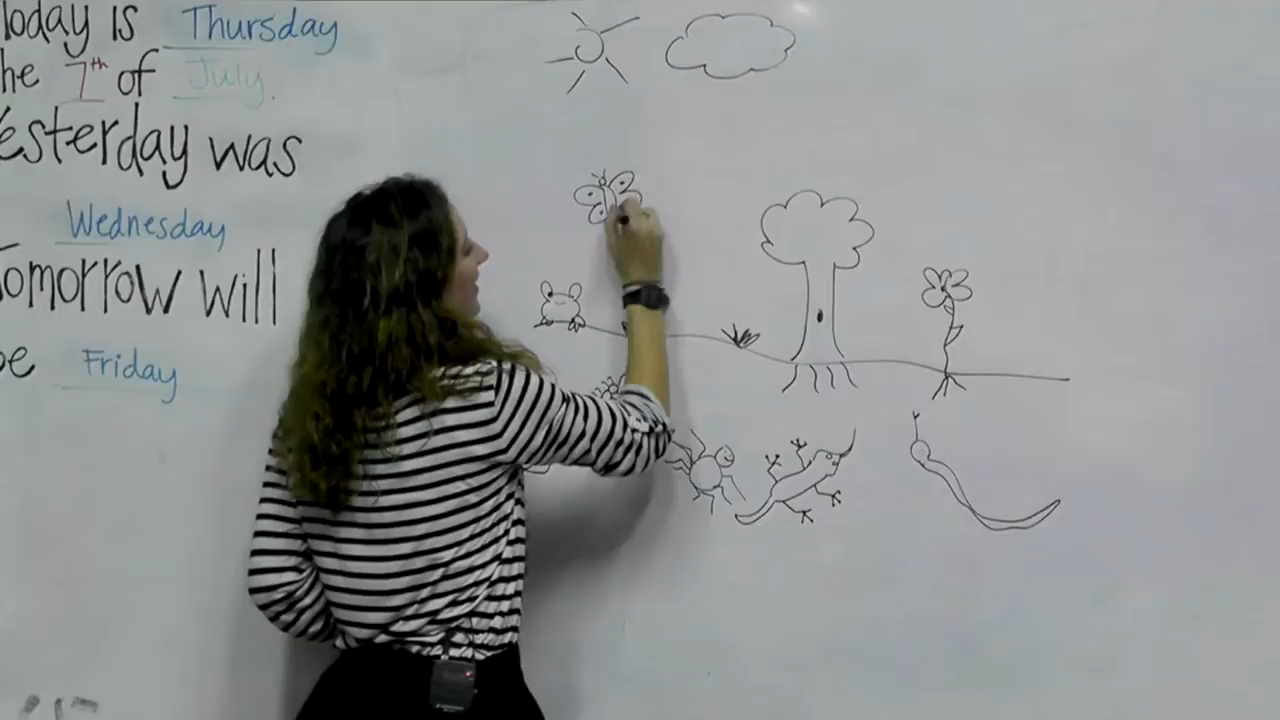 Today is Thursday
the 7th of July.
Yesterday was
Wednesday
Tomorrow will
be Friday